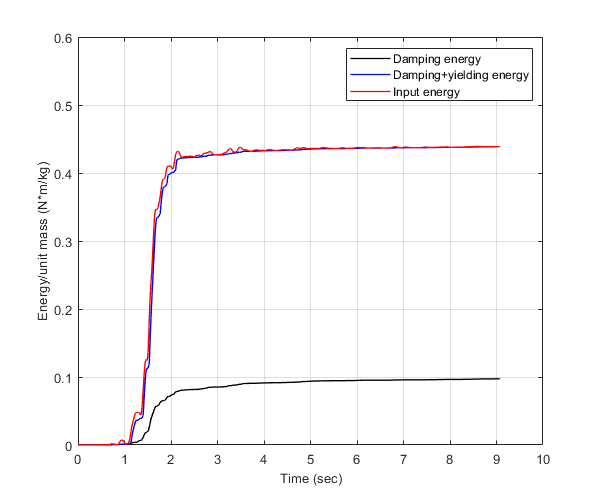 Damping energy
Damping+yielding energy
Input energy
Energy/unit mass (N*m/kg)
0.6
0.5
0.4
0.3
0.2
0.1
0
0 1 2 3 4 5 6 7 8 9 10
Time (sec)